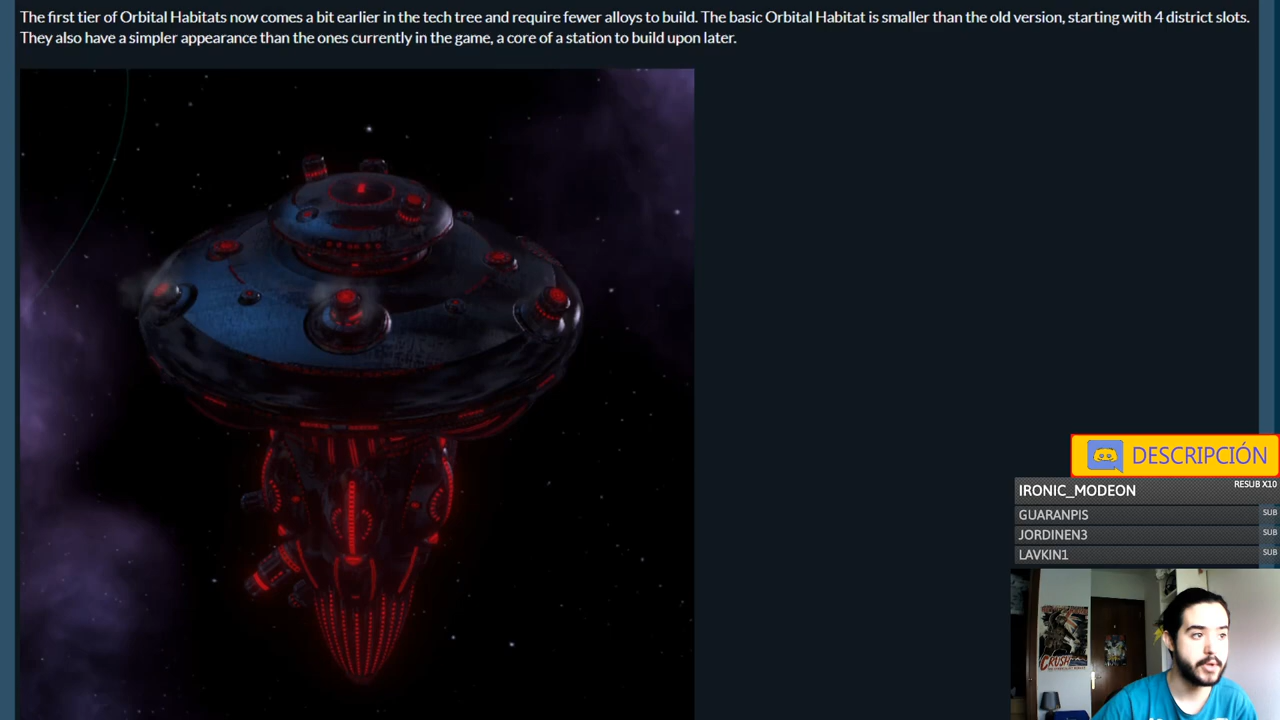 The first tier of Orbital Habitats now comes a bit earlier in the tech tree and require fewer alloys to build. The basic Orbital Habitat is smaller than the old version, starting with 4 district slots.
They also have a simpler appearance than the ones currently in the game, a core of a station to build upon later.
DESCRIPCIÓN
IRONIC_MODEON RESUB X10
GUARANPIS SUB
JORDINEN3 SUB
LAVKIN1 SUB
CRUSH